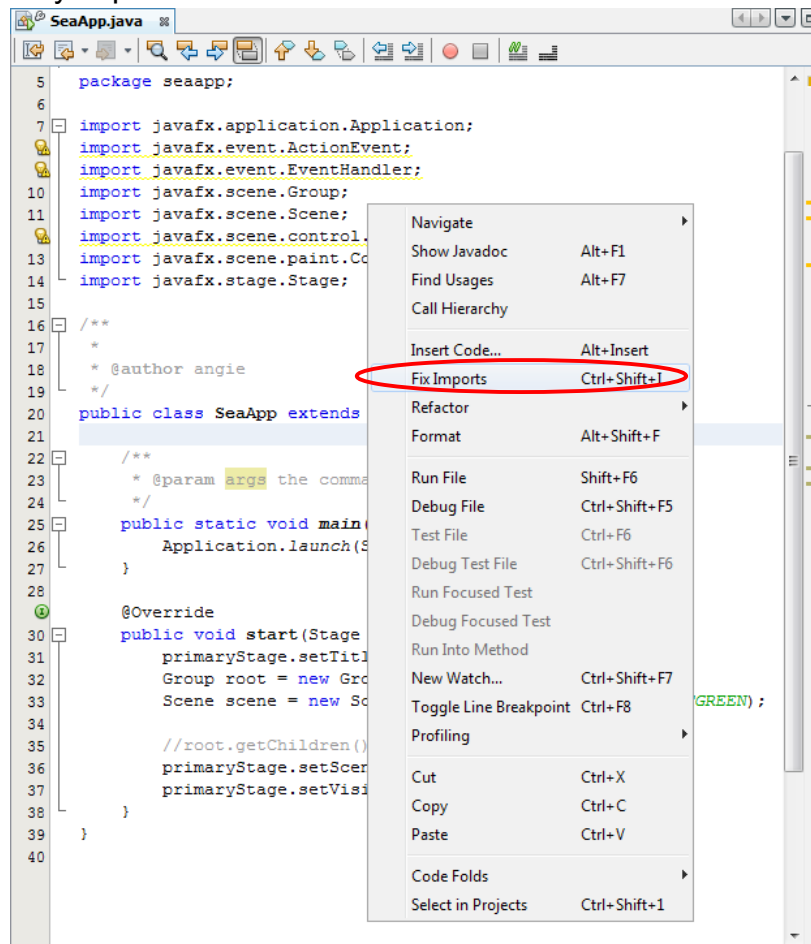 SeaApp.java
5 package seaapp;
6
7 import javafx.application.Application;
import javafx.event.ActionEvent;
import javafx.event.EventHandler;
10 import javafx.scene.Group;
11 import javafx.scene.Scene;
import javafx.scene.control.
13 import javafx.scene.paint.Co
14 import javafx.stage.Stage;
15
16 /**
17 *
18 * @author angie
19 */
20 public class SeaApp extends
21
22 /**
23 * @param args the comma
24 */
25 public static void main(
26 Application.launch(S
27 }
28
@Override
30 public void start(Stage
31 primaryStage.setTitl
32 Group root = new Gro
33 Scene scene = new Sc GREEN);
34
35 //root.getChildren()
36 primaryStage.setScen
37 primaryStage.setVisi
38 }
39 }
40
Navigate
Show Javadoc Alt+F1
Find Usages Alt+F7
Call Hierarchy
Insert Code... Alt+Insert
Fix Imports Ctrl+Shift+I
Refactor
Format Alt+Shift+F
Run File Shift+F6
Debug File Ctrl+Shift+F5
Test File Ctrl+F6
Debug Test File Ctrl+Shift+F6
Run Focused Test
Debug Focused Test
Run Into Method
New Watch... Ctrl+Shift+F7
Toggle Line Breakpoint Ctrl+F8
Profiling
Cut Ctrl+X
Copy Ctrl+C
Paste Ctrl+V
Code Folds
Select in Projects Ctrl+Shift+1